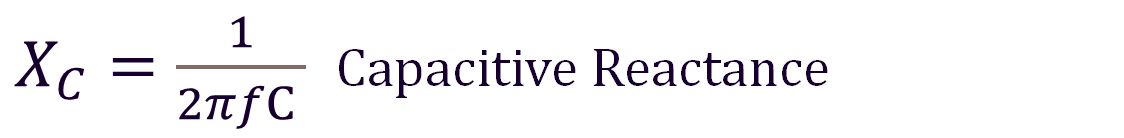 X_C = 1/2πfC Capacitive Reactance